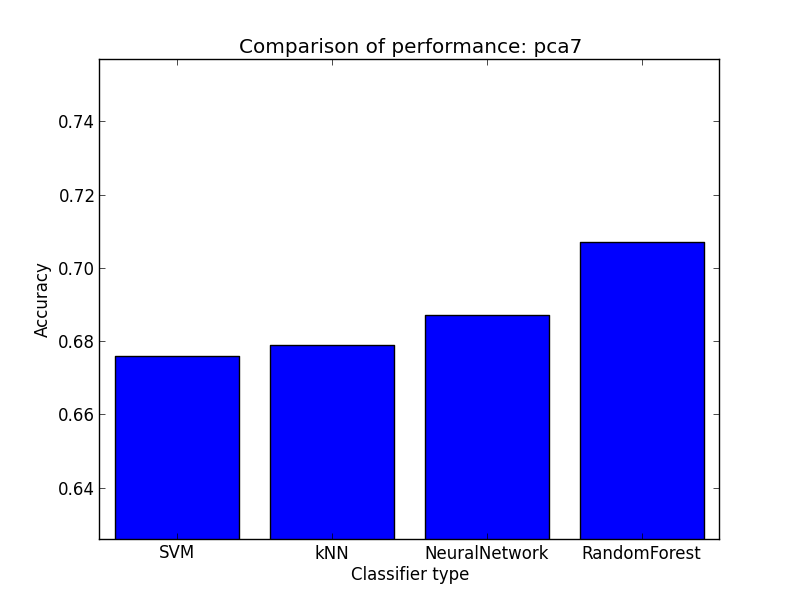 Comparison of performance: pca7
0.74
0.72
0.70
0.68
0.66
0.64
Accuracy
SVM
kNN
NeuralNetwork
RandomForest
Classifier type